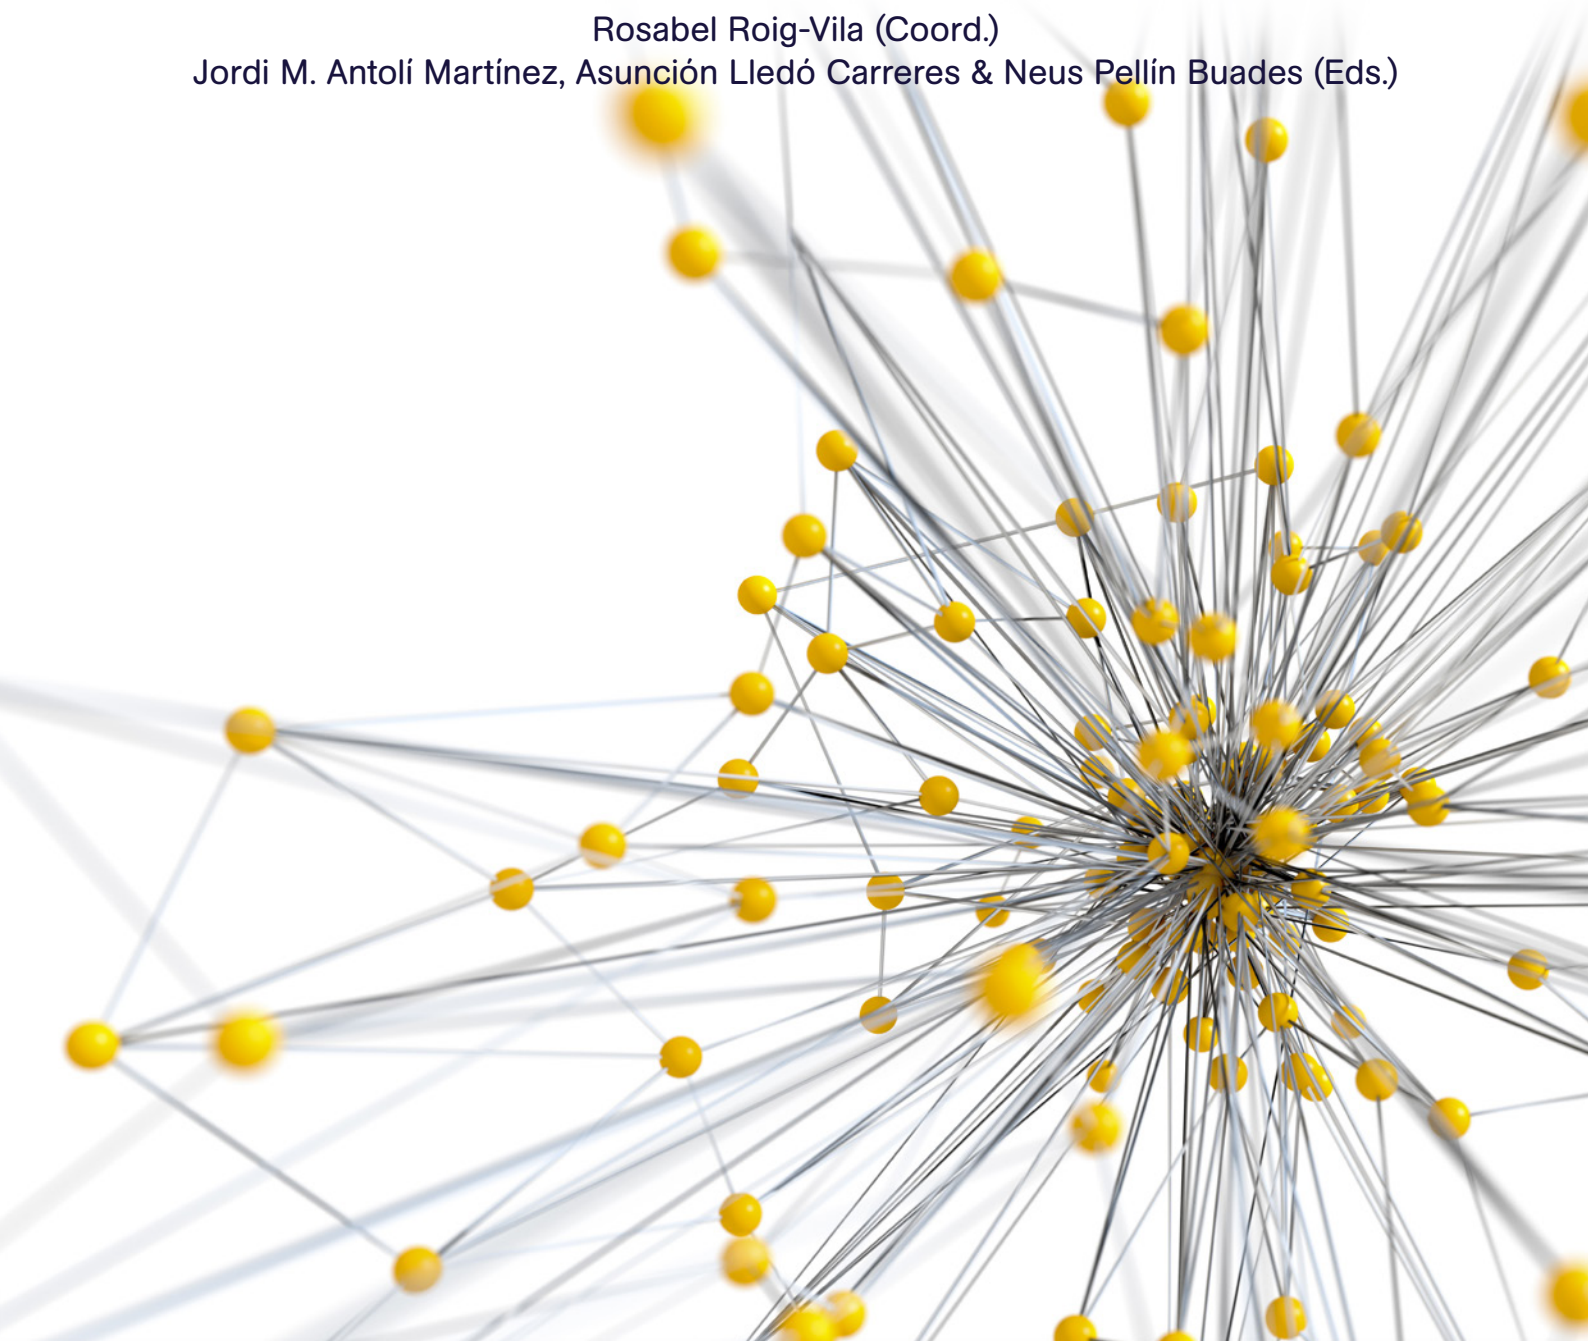 Rosabel Roig-Vila (Coord.)
Jordi M. Antolí Martínez, Asunción Lledó Carreres & Neus Pellín Buades (Eds.)